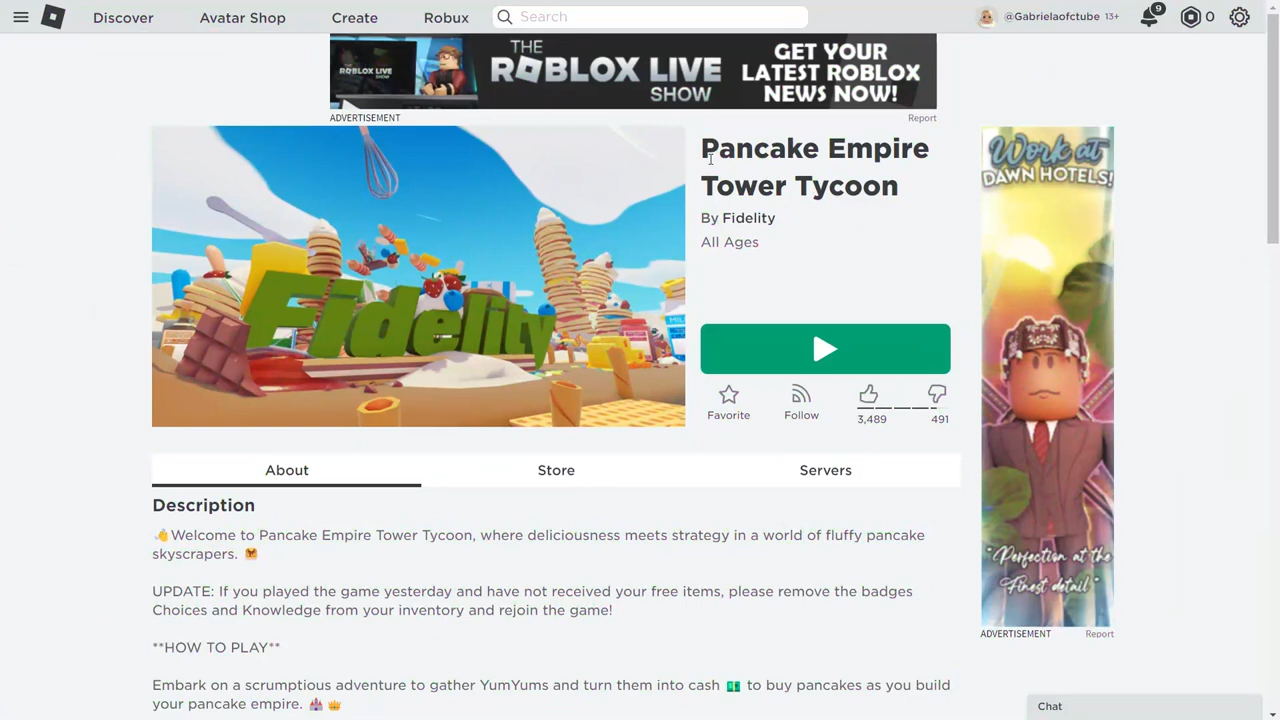 Discover
Avatar Shop
Create
Robux
Search
@Gabrielaofctube 13+
9
0
THE
ROBLOX LIVE
SHOW
GET YOUR
LATEST ROBLOX
NEWS NOW!
ROBLOX LIVE
ADVERTISEMENT
Report
Fidelity
Pancake Empire
Tower Tycoon
By Fidelity
All Ages
Favorite
Follow
3,489
491
Work at
DAWN HOTELS!
"Perfection at the
Finest detail"
ADVERTISEMENT
Report
About
Store
Servers
Description
👋Welcome to Pancake Empire Tower Tycoon, where deliciousness meets strategy in a world of fluffy pancake
skyscrapers. 🥞
UPDATE: If you played the game yesterday and have not received your free items, please remove the badges
Choices and Knowledge from your inventory and rejoin the game!
**HOW TO PLAY**
Embark on a scrumptious adventure to gather YumYums and turn them into cash 💵 to buy pancakes as you build
your pancake empire. 🏰 👑
Chat